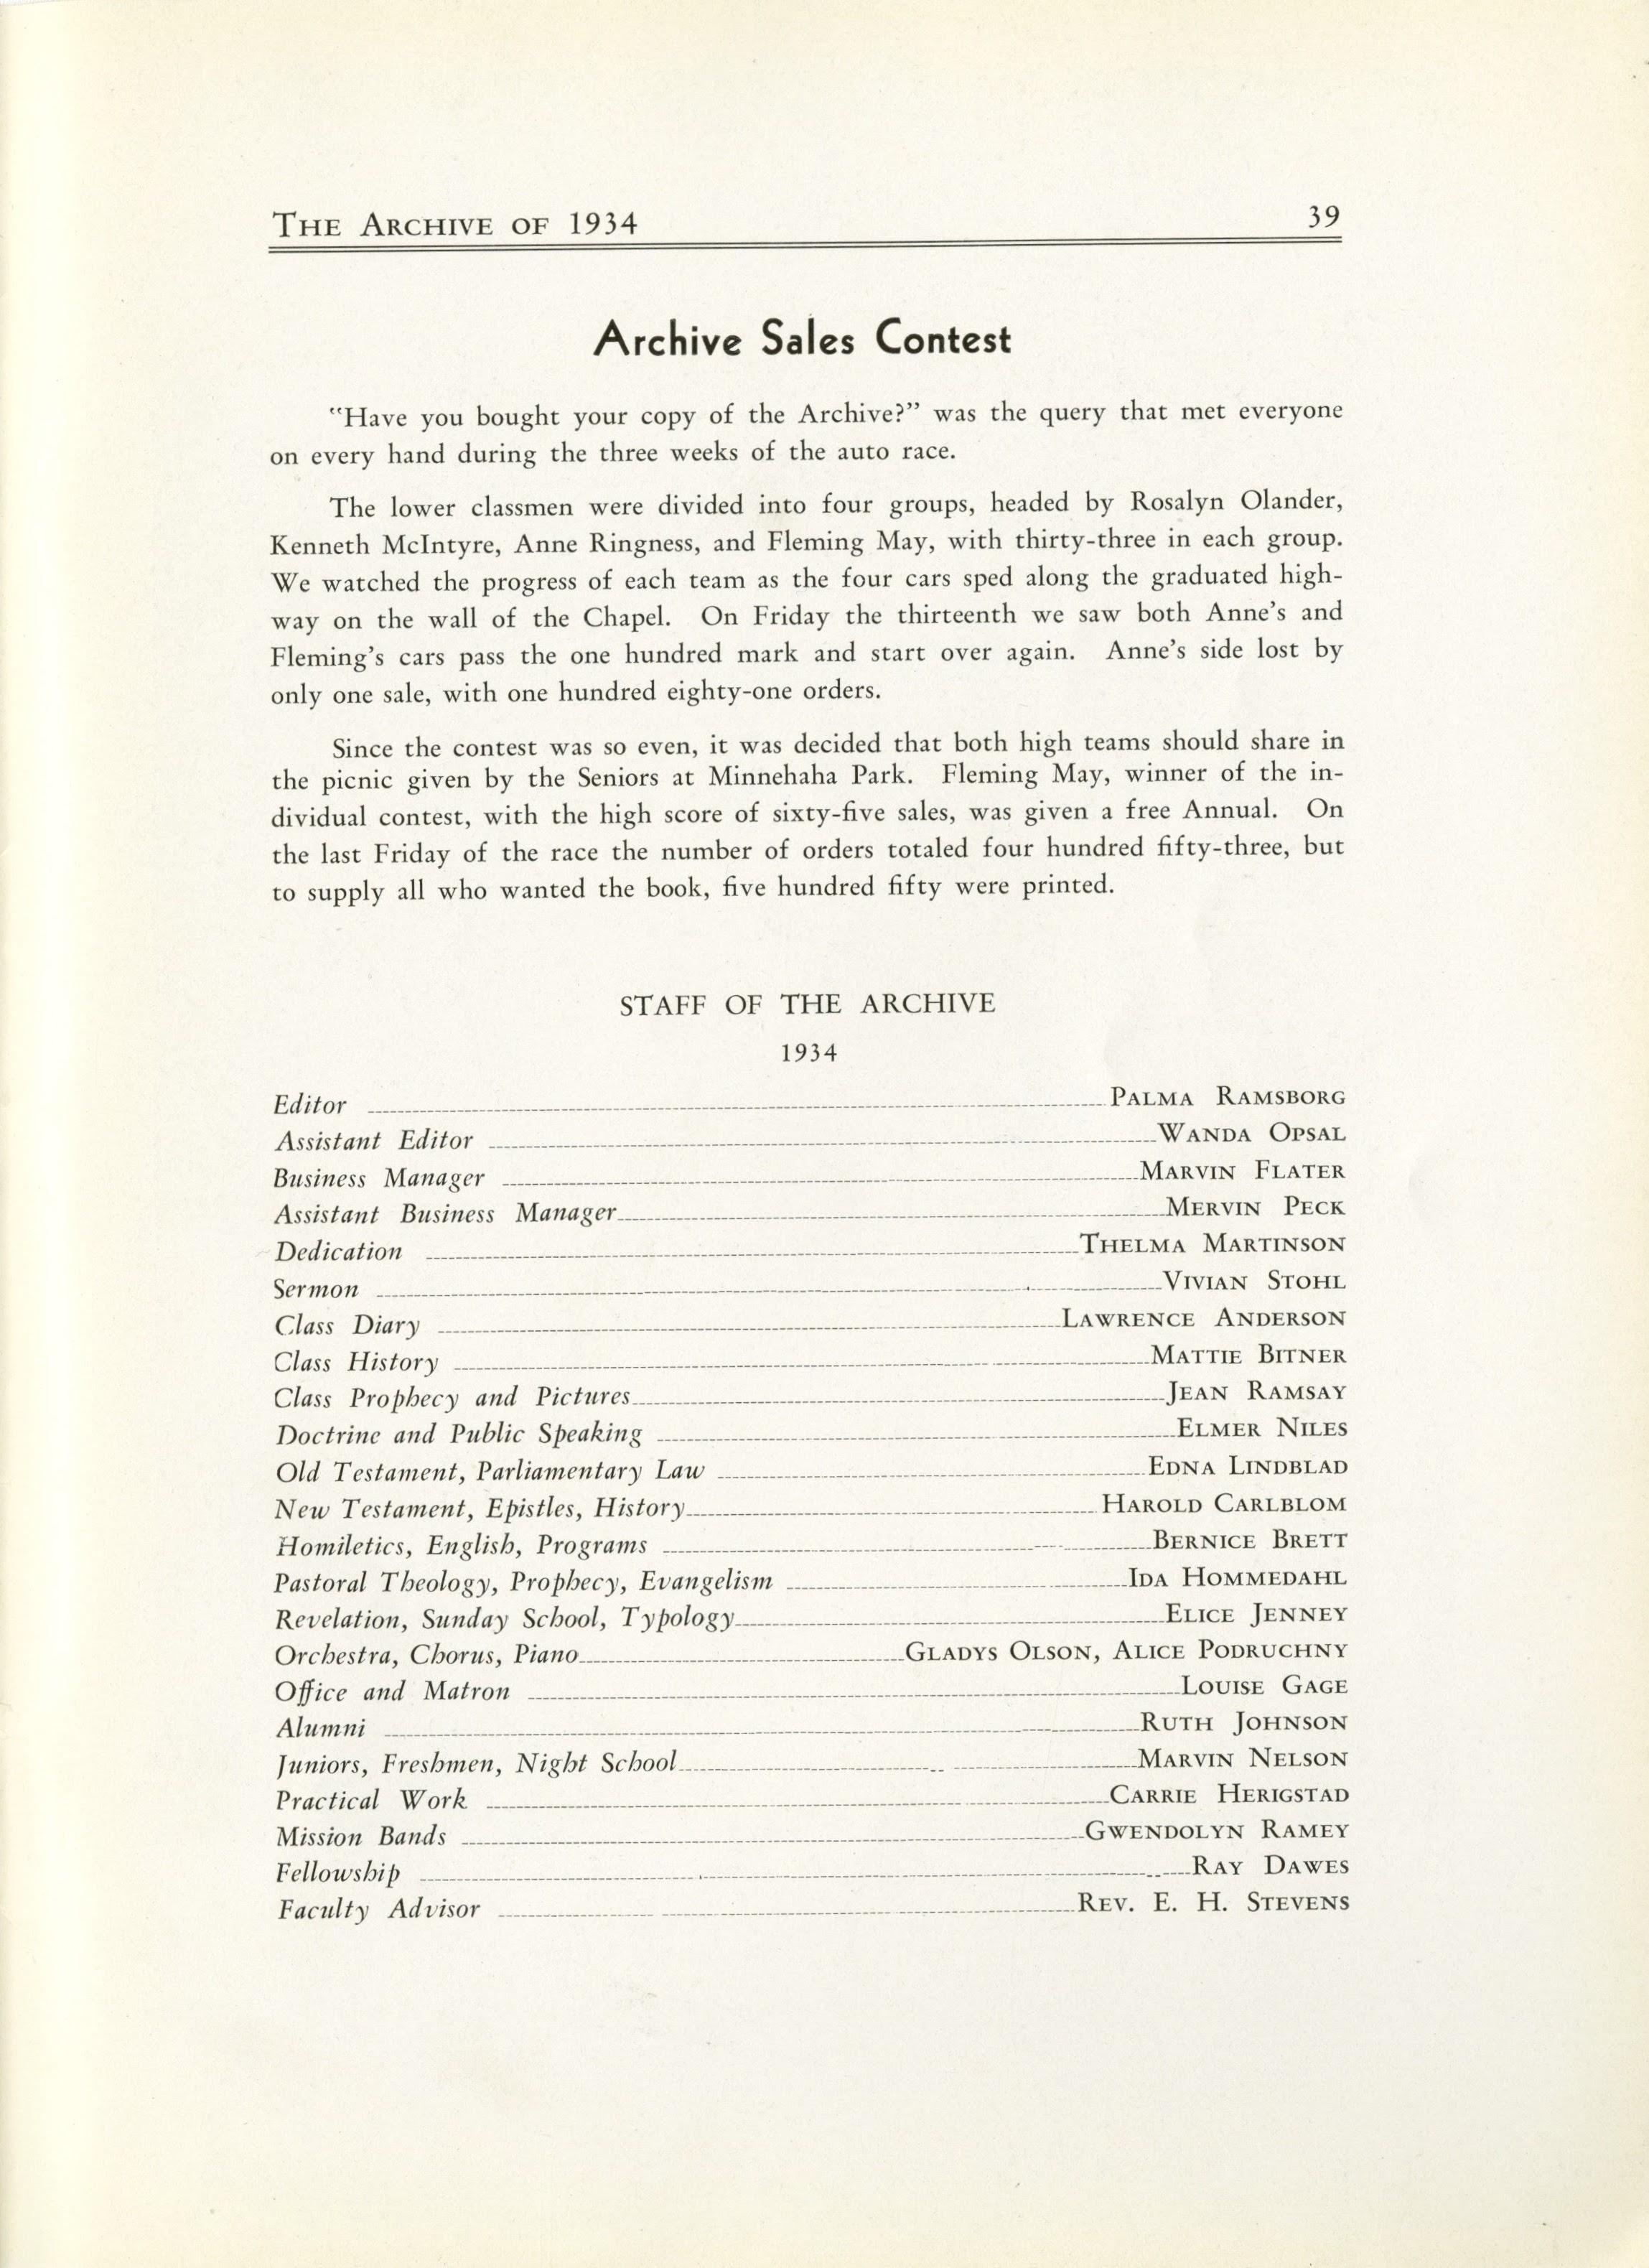 THE ARCHIVE OF 1934 39
Archive Sales Contest
"Have you bought your copy of the Archive?" was the query that met everyone
on every hand during the three weeks of the auto race.
The lower classmen were divided into four groups, headed by Rosalyn Olander,
Kenneth McIntyre, Anne Ringness, and Fleming May, with thirty-three in each group.
We watched the progress of each team as the four cars sped along the graduated high-
way on the wall of the Chapel. On Friday the thirteenth we saw both Anne's and
Fleming's cars pass the one hundred mark and start over again. Anne's side lost by
only one sale, with one hundred eighty-one orders.
Since the contest was so even, it was decided that both high teams should share in
the picnic given by the Seniors at Minnehaha Park. Fleming May, winner of the in-
dividual contest, with the high score of sixty-five sales, was given a free Annual. On
the last Friday of the race the number of orders totaled four hundred fifty-three, but
to supply all who wanted the book, five hundred fifty were printed.
STAFF OF THE ARCHIVE
1934
Editor PALMA RAMSBORG
Assistant Editor WANDA OPSAL
Business Manager MARVIN FLATER
Assistant Business Manager MERVIN PECK
Dedication THELMA MARTINSON
Sermon VIVIAN STOHL
Class Diary LAWRENCE ANDERSON
Class History MATTIE BITNER
Class Prophecy and Pictures JEAN RAMSAY
Doctrine and Public Speaking ELMER NILES
Old Testament, Parliamentary Law EDNA LINDBLAD
New Testament, Epistles, History HAROLD CARLBLOM
Homiletics, English, Programs BERNICE BRETT
Pastoral Theology, Prophecy, Evangelism IDA HOMMEDAHL
Revelation, Sunday School, Typology ELICE JENNEY
Orchestra, Chorus, Piano GLADYS OLSON, ALICE PODRUCHNY
Office and Matron LOUISE GAGE
Alumni RUTH JOHNSON
Juniors, Freshmen, Night School MARVIN NELSON
Practical Work CARRIE HERIGSTAD
Mission Bands GWENDOLYN RAMEY
Fellowship RAY DAWES
Faculty Advisor REV. E. H. STEVENS